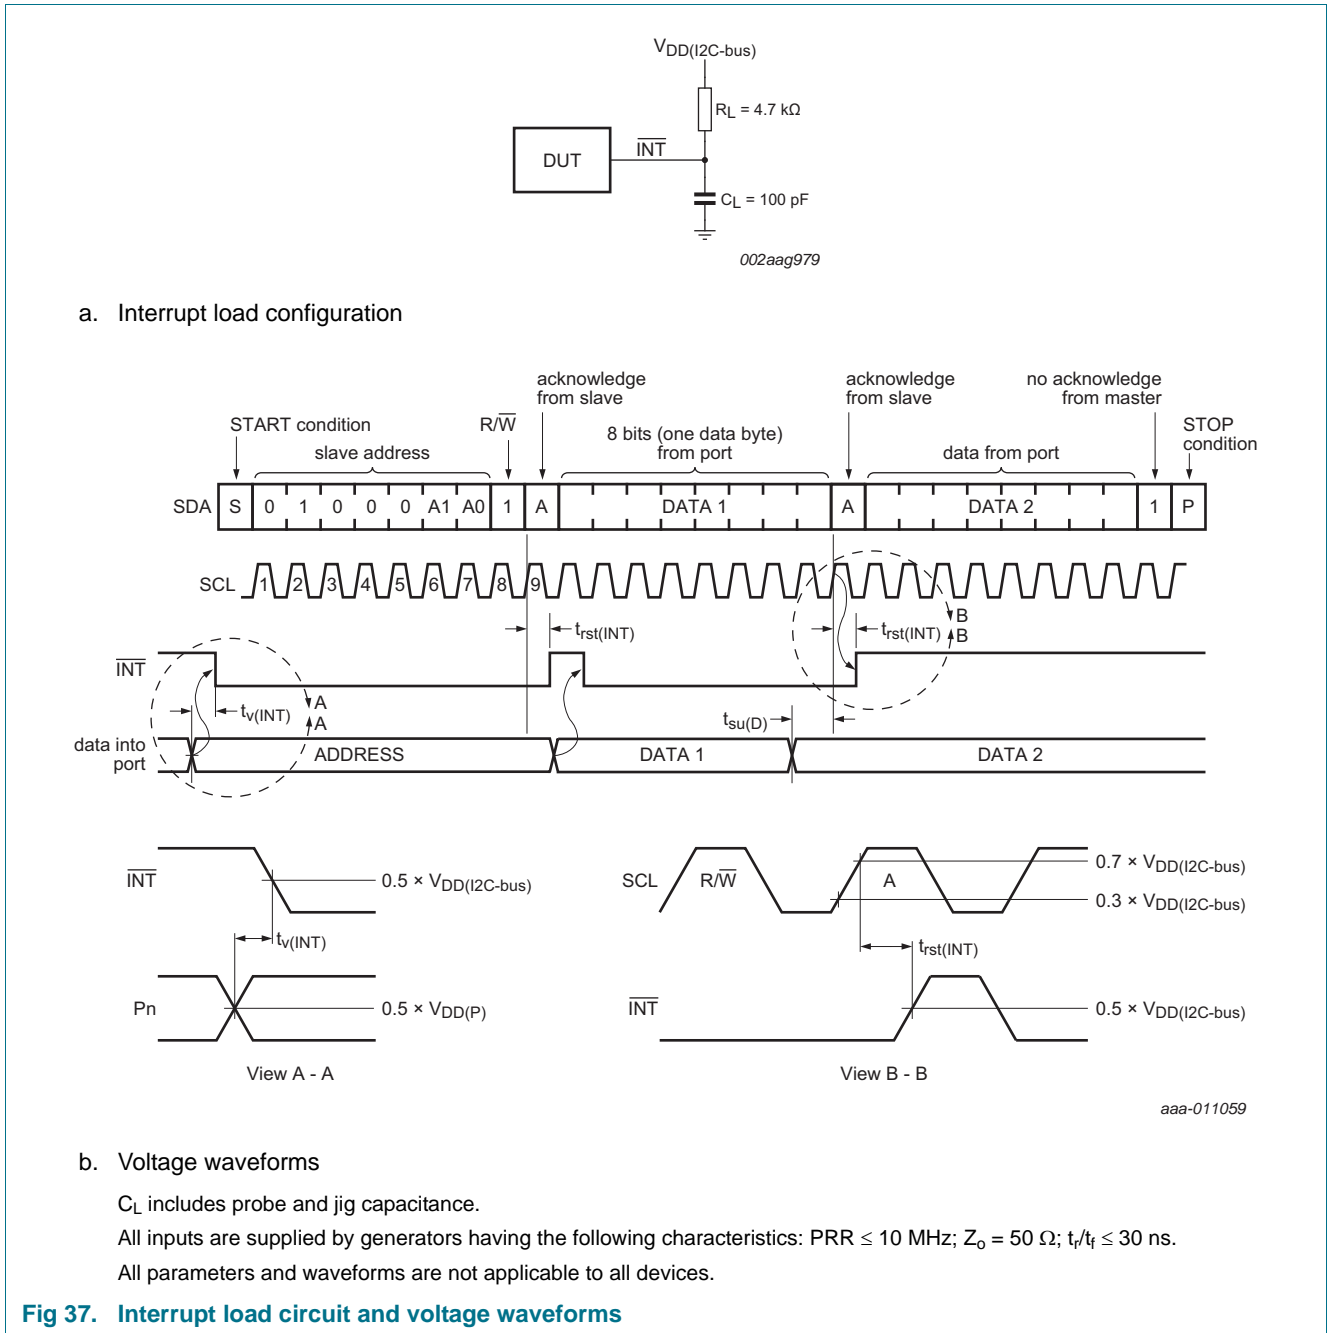 VDD(I2C-bus)
RL = 4.7 kΩ
DUT
INT
CL = 100 pF
002aag979
a. Interrupt load configuration
acknowledge
from slave
acknowledge
from slave
no acknowledge
from master
START condition
R/W
STOP
condition
slave address
8 bits (one data byte)
from port
data from port
SDA S 0 1 0 0 0 A1 A0 1 A DATA 1 A DATA 2 1 P
SCL 1 2 3 4 5 6 7 8 9
B
B
trst(INT)
trst(INT)
INT
A
A
tv(INT)
tsu(D)
data into
port
ADDRESS DATA 1 DATA 2
INT
0.5 × VDD(I2C-bus)
tv(INT)
Pn
0.5 × VDD(P)
View A - A
SCL R/W A
0.7 × VDD(I2C-bus)
0.3 × VDD(I2C-bus)
trst(INT)
INT
0.5 × VDD(I2C-bus)
View B - B
aaa-011059
b. Voltage waveforms
CL includes probe and jig capacitance.
All inputs are supplied by generators having the following characteristics: PRR ≤ 10 MHz; Zo = 50 Ω; tr/tf ≤ 30 ns.
All parameters and waveforms are not applicable to all devices.
Fig 37. Interrupt load circuit and voltage waveforms